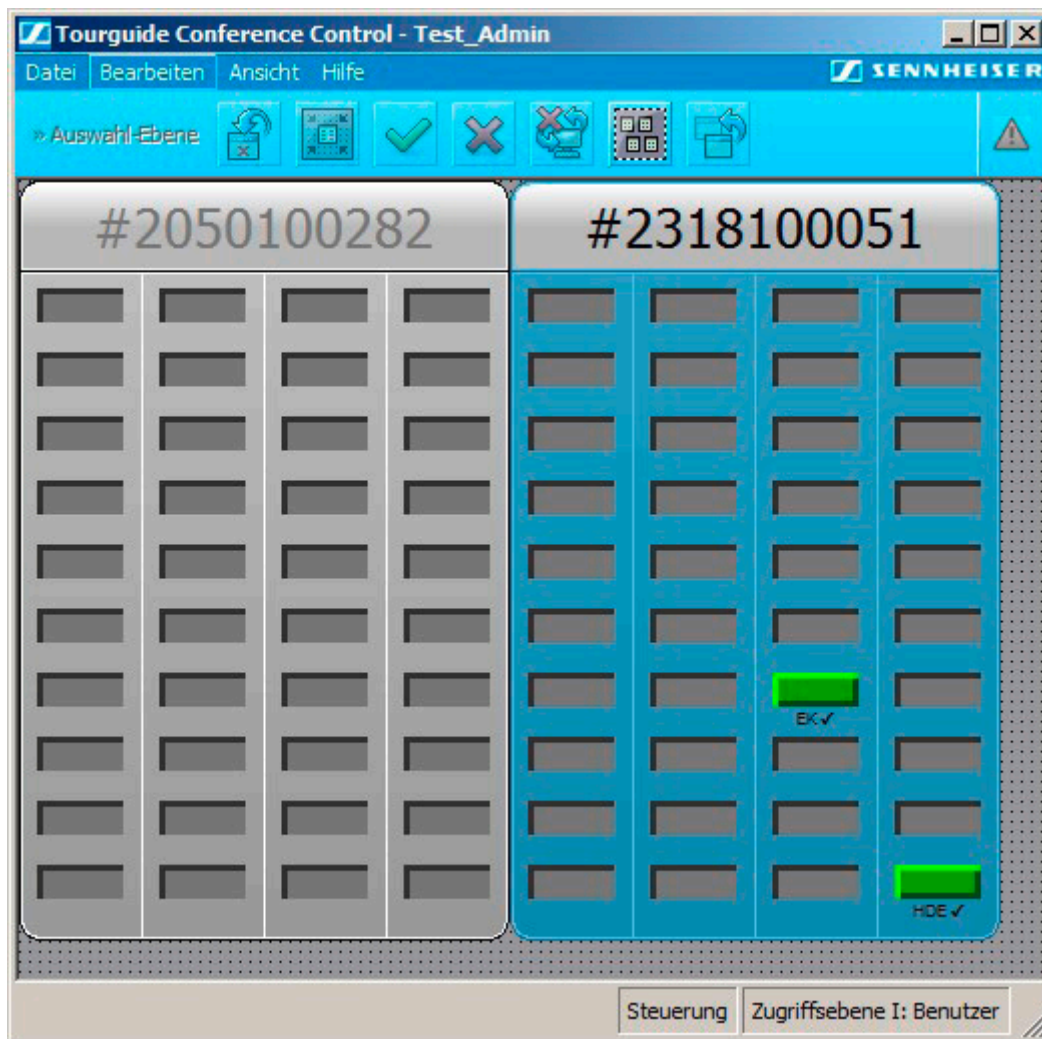 Tourguide Conference Control - Test_Admin
Datei Bearbeiten Ansicht Hilfe
SENNHEISER
» Auswahl-Ebene
#2050100282
#2318100051
EK ✓
HDE ✓
Steuerung
Zugriffsebene I: Benutzer